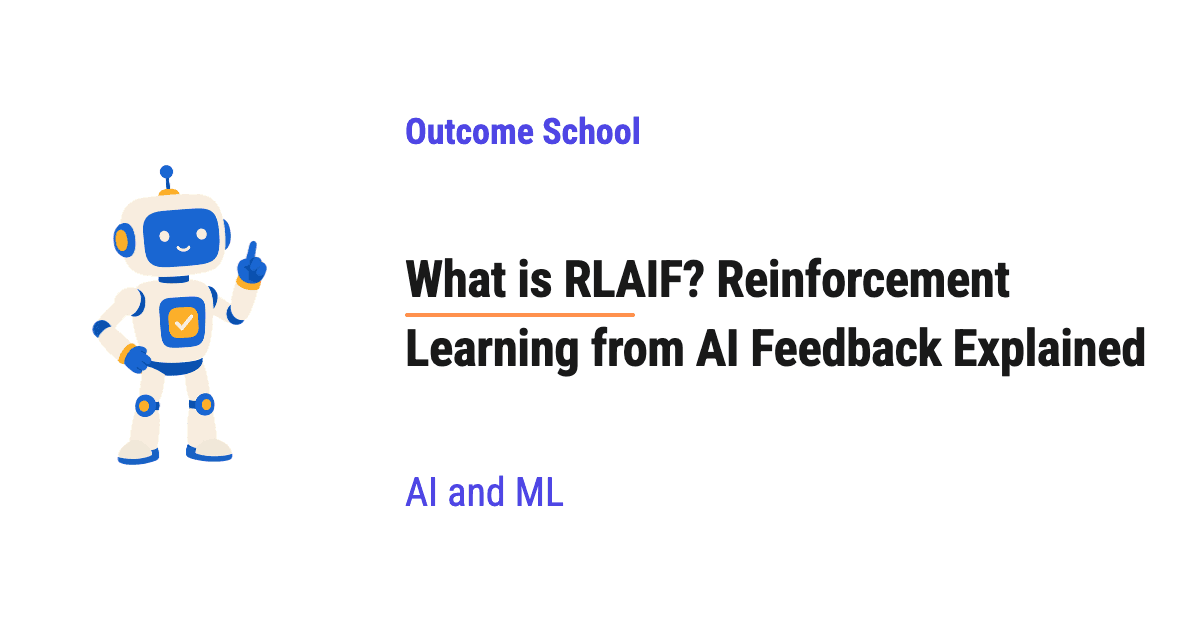 Outcome School
What is RLAIF? Reinforcement
Learning from AI Feedback Explained
AI and ML